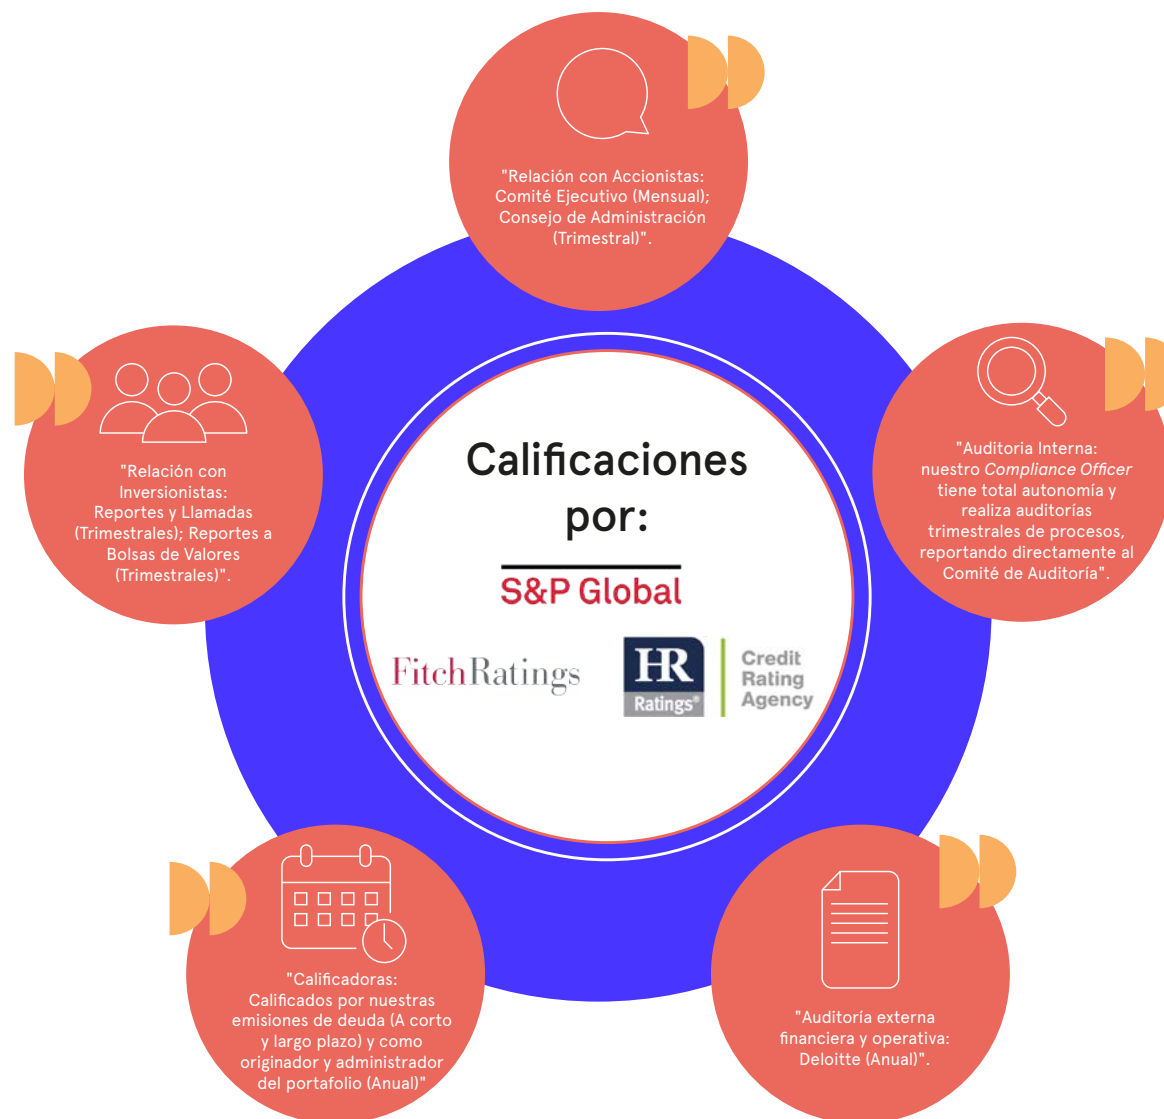 "Relación con Accionistas:
Comité Ejecutivo (Mensual);
Consejo de Administración
(Trimestral)".
"Relación con
Inversionistas:
Reportes y Llamadas
(Trimestrales); Reportes a
Bolsas de Valores
(Trimestrales)".
"Auditoria Interna:
nuestro Compliance Officer
tiene total autonomía y
realiza auditorías
trimestrales de procesos,
reportando directamente al
Comité de Auditoría".
Calificaciones
por:
S&P Global
FitchRatings
HR
Ratings®
Credit
Rating
Agency
"Calificadoras:
Calificados por nuestras
emisiones de deuda (A corto
y largo plazo) y como
originador y administrador
del portafolio (Anual)"
"Auditoría externa
financiera y operativa:
Deloitte (Anual)".